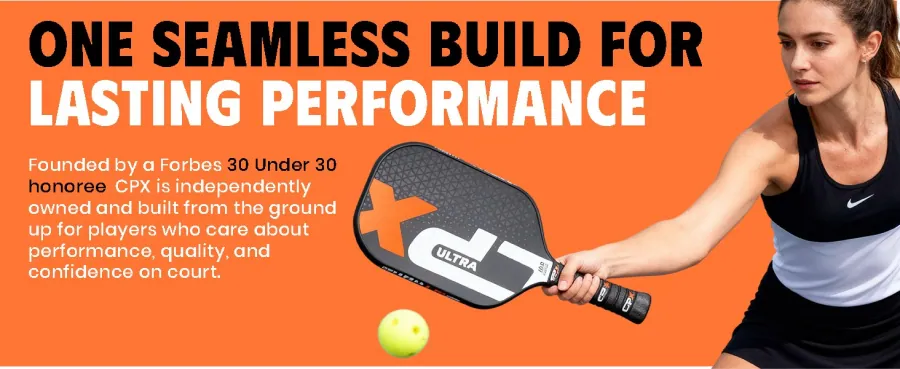 ONE SEAMLESS BUILD FOR
LASTING PERFORMANCE
Founded by a Forbes 30 Under 30
honoree CPX is independently
owned and built from the ground
up for players who care about
performance, quality, and
confidence on court.
ULTRA
CPX